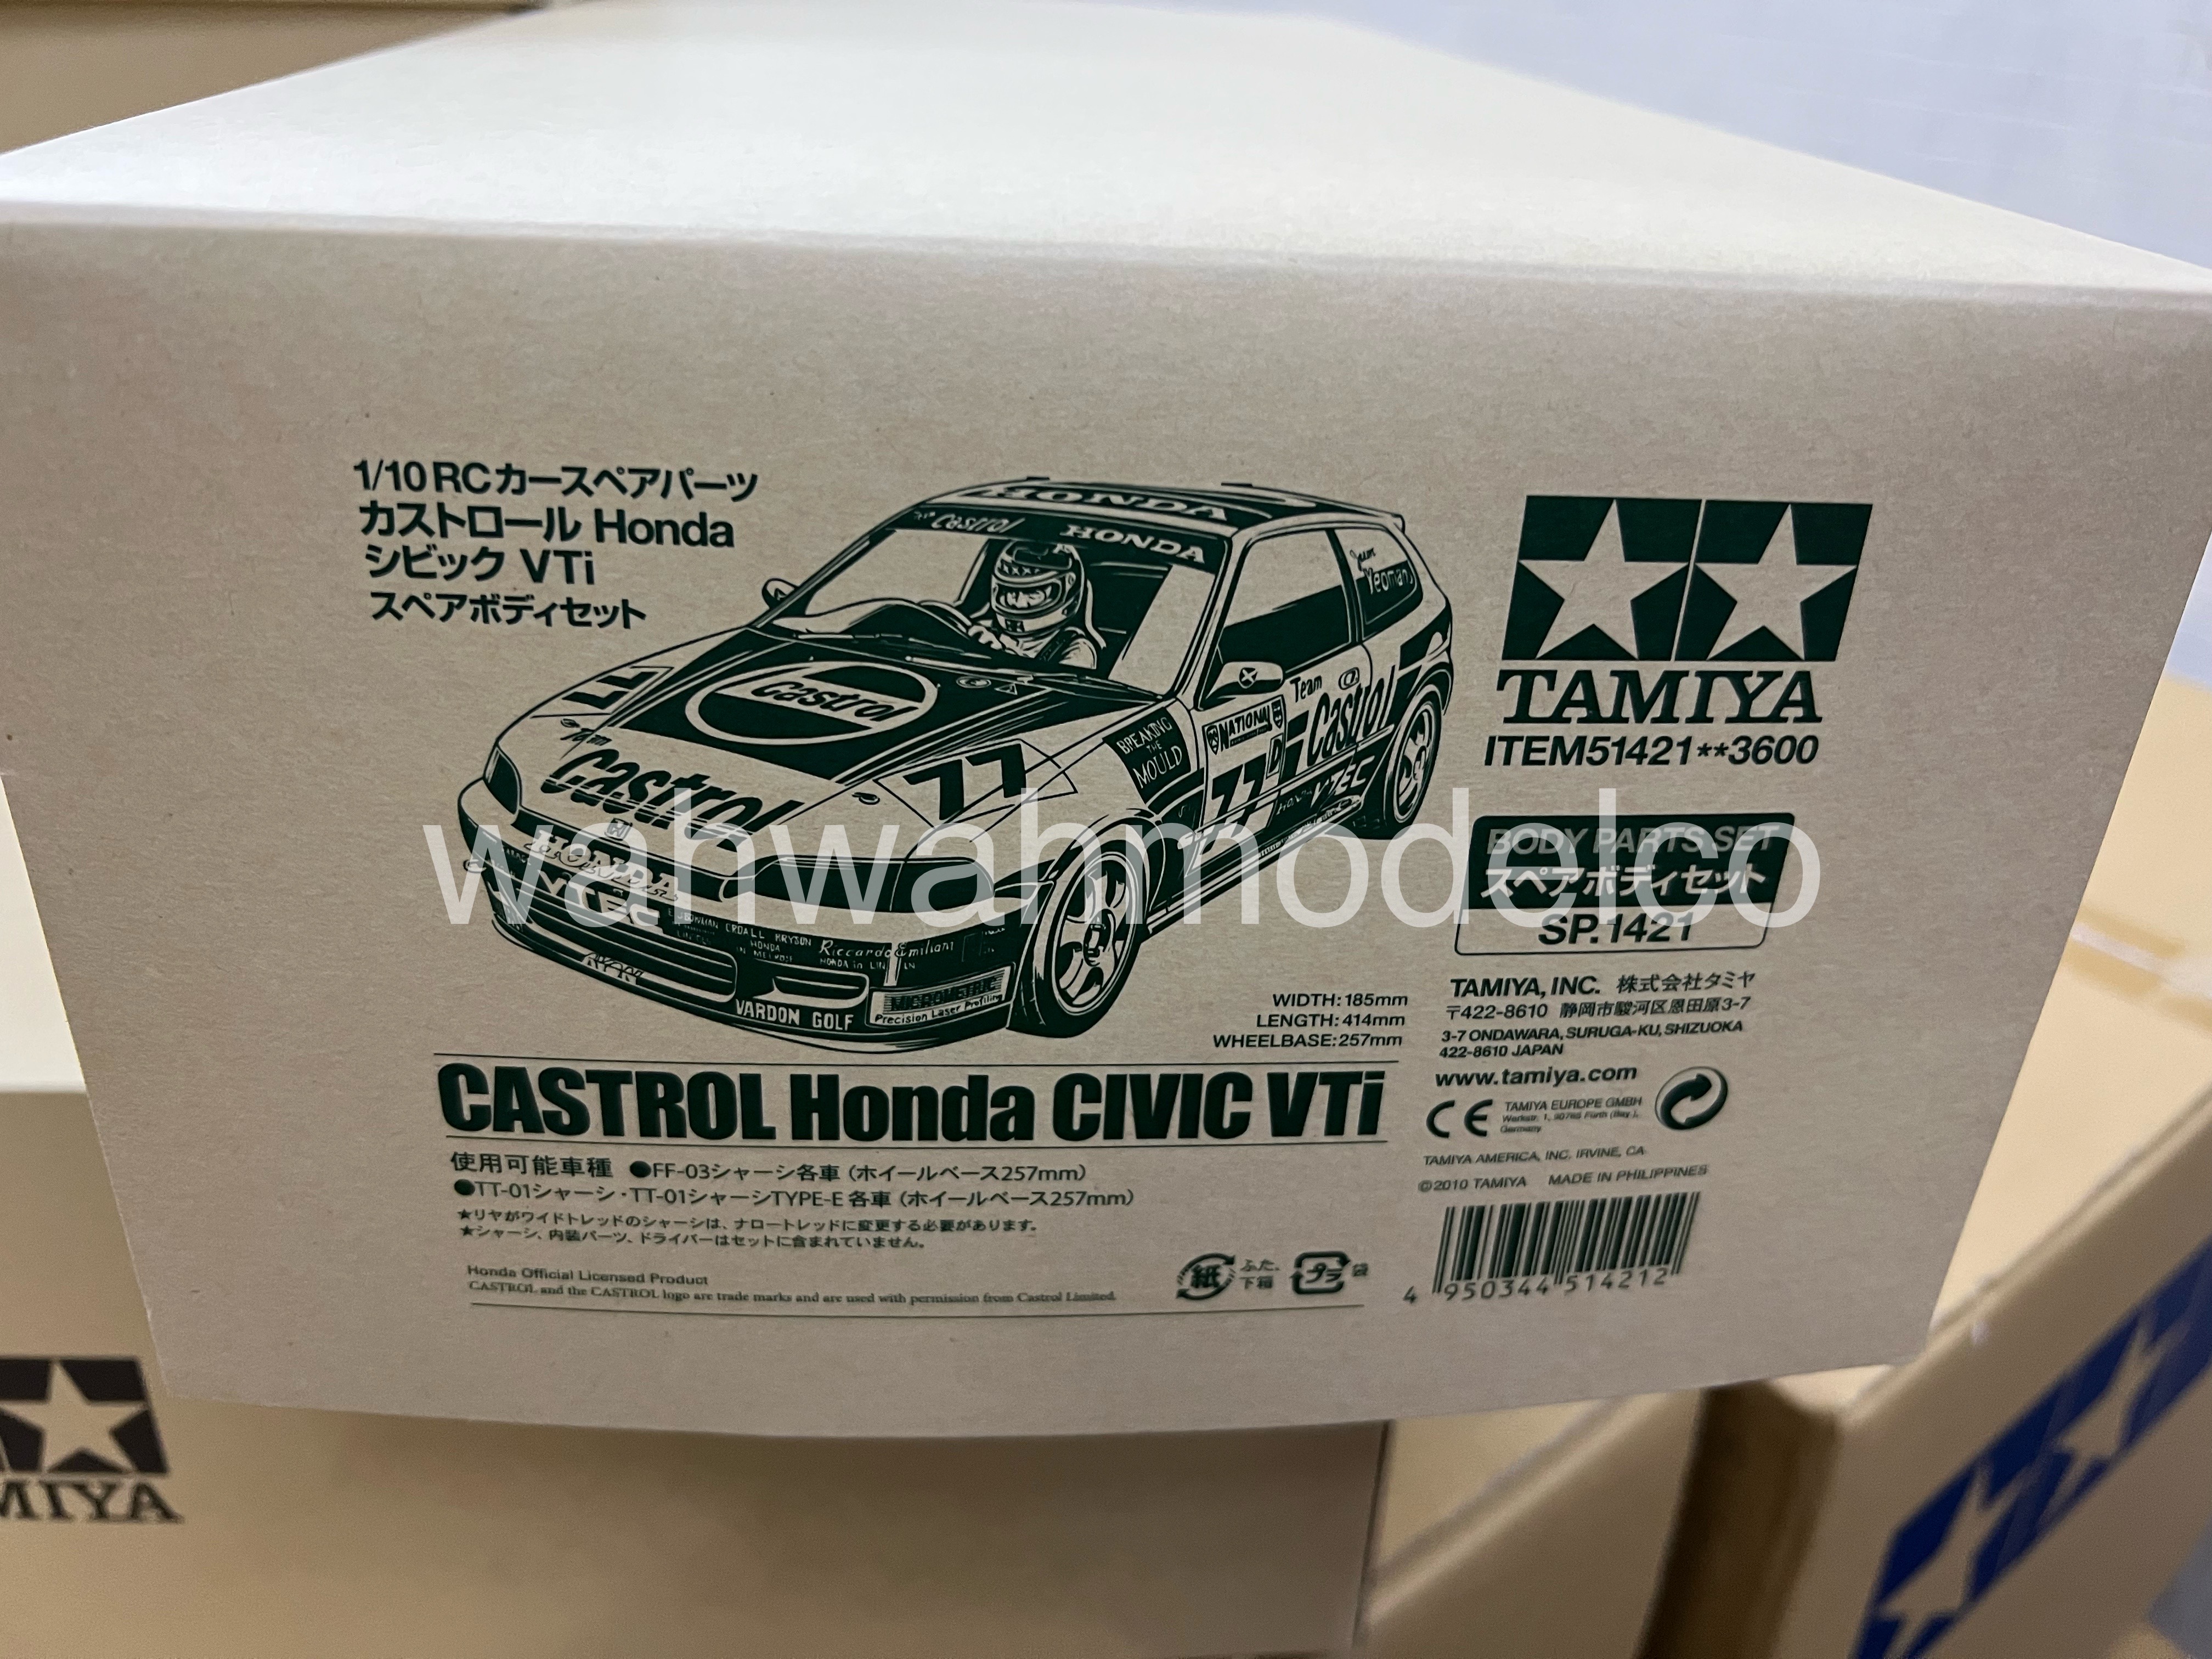 1/10 RCカースペアパーツ
カストロール Honda
シビック VTi
スペアボディセット
HONDA
Castrol HONDA
Yeomans
Castrol
Team
Castrol
77
BREAKING
THE
MOULD
NATIONAL
Team
Castrol
77
HONDA VTEC
HONDA
VTEC
Riccardo Emiliani
VARDON GOLF
MICROMETRIC
Precision Laser Profiling
TAMIYA
ITEM51421**3600
BODY PARTS SET
スペアボディセット
SP.1421
wahwahmodelco
WIDTH:185mm
LENGTH:414mm
WHEELBASE:257mm
TAMIYA, INC. 株式会社タミヤ
〒422-8610 静岡市駿河区恩田原3-7
3-7 ONDAWARA, SURUGA-KU, SHIZUOKA
422-8610 JAPAN
www.tamiya.com
CE
TAMIYA EUROPE GMBH
Werkstr. 1, 90765 Fürth (Bay.),
Germany
TAMIYA AMERICA, INC. IRVINE, CA
©2010 TAMIYA MADE IN PHILIPPINES
4 950344 514212
CASTROL Honda CIVIC VTi
使用可能車種 ●FF-03シャーシ各車（ホイールベース257mm）
●TT-01シャーシ・TT-01シャーシTYPE-E 各車（ホイールベース257mm）
★リヤがワイドトレッドのシャーシは、ナロートレッドに変更する必要があります。
★シャーシ、内装パーツ、ドライバーはセットに含まれていません。
Honda Official Licensed Product
CASTROL and the CASTROL logo are trade marks and are used with permission from Castrol Limited.
紙 ふた、
下箱
プラ 袋